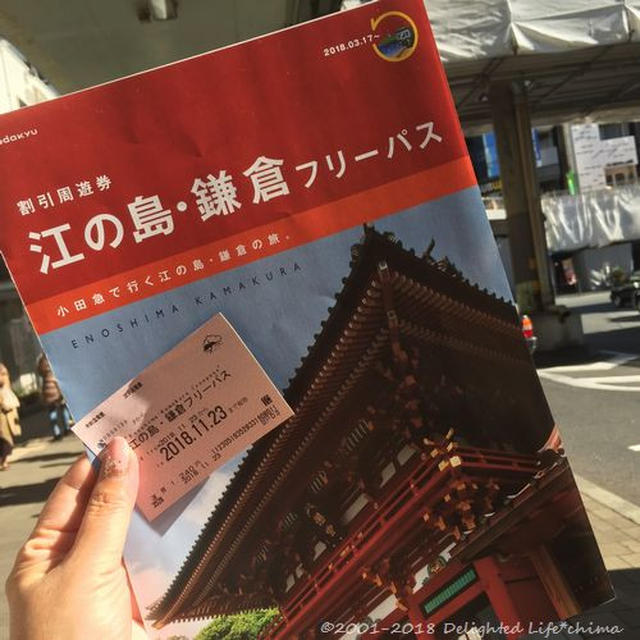 2018.03.17~
odakyu
割引周遊券
江の島・鎌倉フリーパス
小田急で行く江の島・鎌倉の旅。
ENOSHIMA KAMAKURA
江の島・鎌倉フリーパス
2018.11.23
©2001-2018 Delighted Life*chima